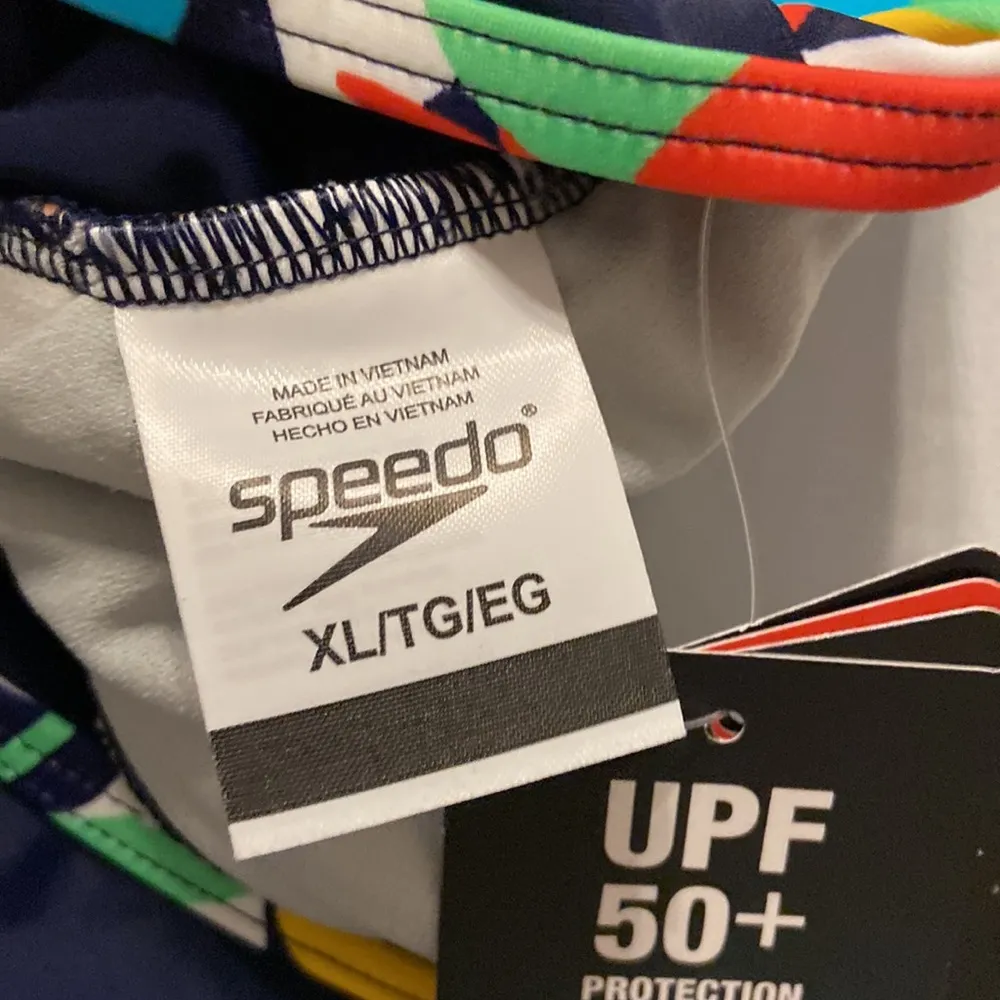 MADE IN VIETNAM
FABRIQUÉ AU VIETNAM
HECHO EN VIETNAM
speedo®
XL/TG/EG
UPF
50+
PROTECTION